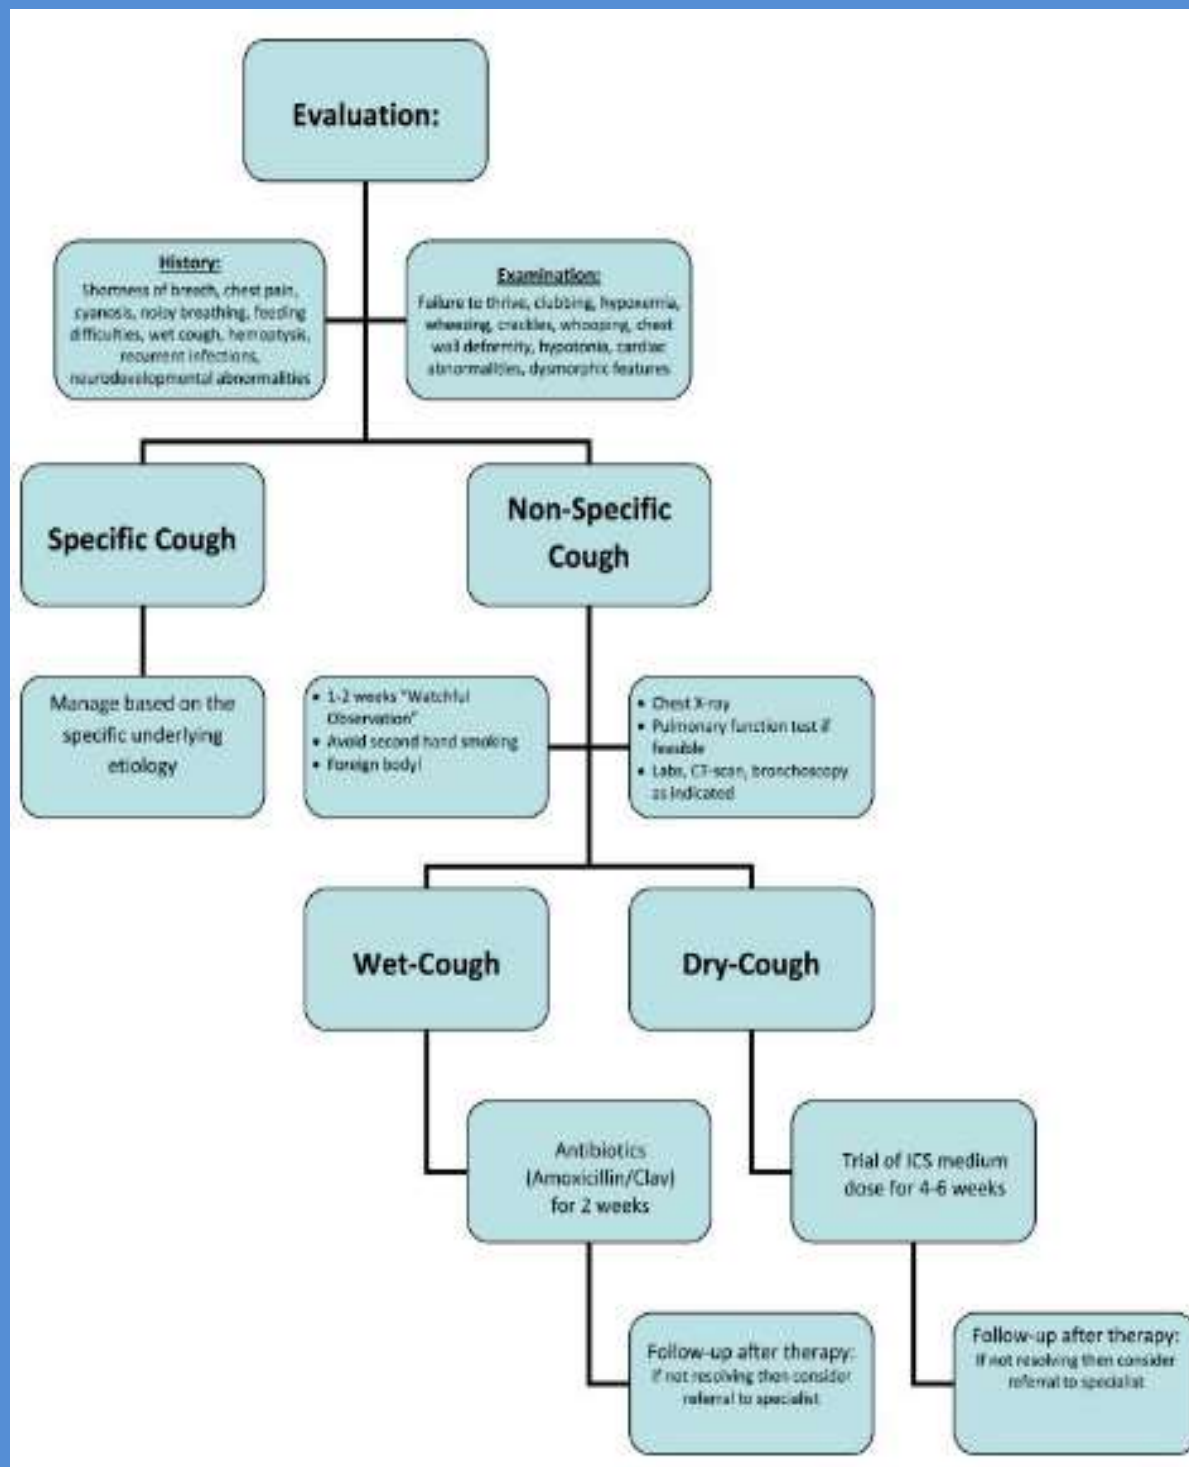 Evaluation:
History:
Shortness of breath, chest pain,
cyanosis, noisy breathing, feeding
difficulties, wet cough, hemoptysis,
recurrent infections,
neurodevelopmental abnormalities
Examination:
Failure to thrive, clubbing, hypoxemia,
wheezing, crackles, whooping, chest
wall deformity, hypotonia, cardiac
abnormalities, dysmorphic features
Specific Cough
Non-Specific
Cough
Manage based on the
specific underlying
etiology
• 1-2 weeks "Watchful
Observation"
• Avoid second hand smoking
• Foreign body!
• Chest X-ray
• Pulmonary function test if
feasible
• Labs, CT-scan, bronchoscopy
as indicated
Wet-Cough
Dry-Cough
Antibiotics
(Amoxicillin/Clav)
for 2 weeks
Trial of ICS medium
dose for 4-6 weeks
Follow-up after therapy:
If not resolving then consider
referral to specialist
Follow-up after therapy:
If not resolving then consider
referral to specialist